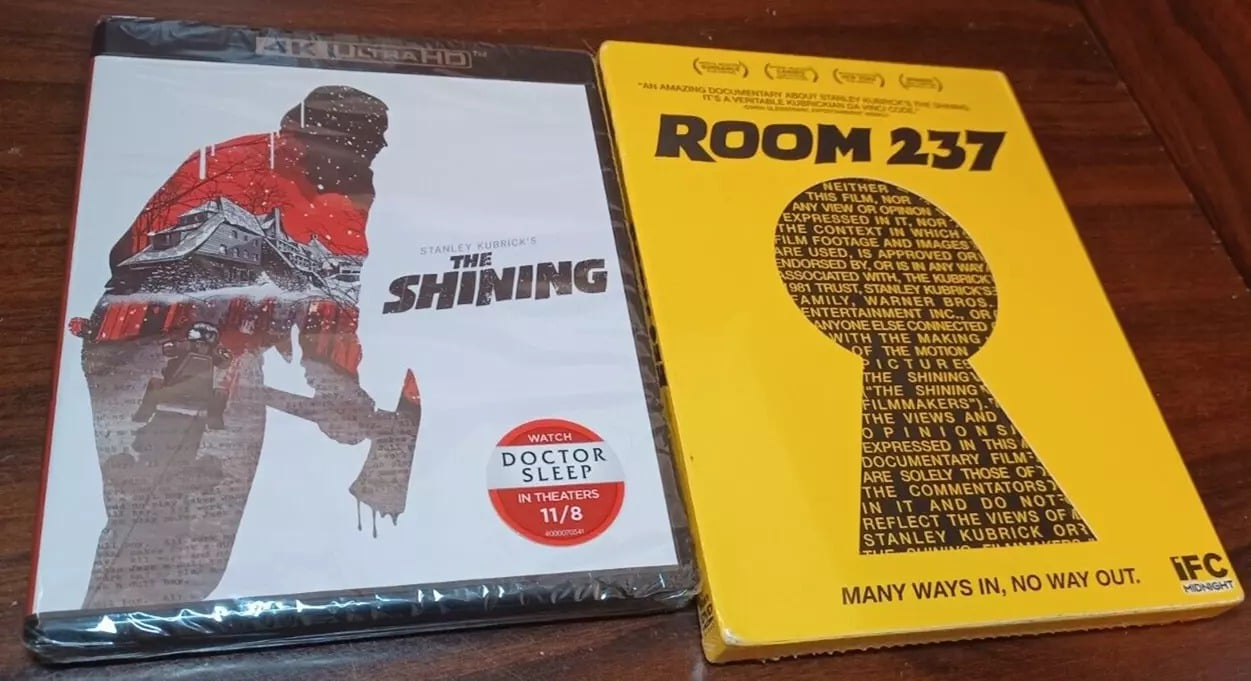 4K ULTRAHD™
STANLEY KUBRICK'S
THE
SHINING
WATCH
DOCTOR
SLEEP
IN THEATERS
11/8
4000070541
"AN AMAZING DOCUMENTARY ABOUT STANLEY KUBRICK'S THE SHINING.
IT'S A VERITABLE KUBRICKIAN DA VINCI CODE."
ROOM 237
NEITHER
THIS FILM, NOR
ANY VIEW OR OPINION
EXPRESSED IN IT, NOR
THE CONTEXT IN WHICH
FILM FOOTAGE AND IMAGES
ARE USED, IS APPROVED OR
ENDORSED BY, OR IS IN ANY WAY
ASSOCIATED WITH, THE KUBRICK
1981 TRUST, STANLEY KUBRICK'S
FAMILY, WARNER BROS.
ENTERTAINMENT INC., OR
ANYONE ELSE CONNECTED
WITH THE MAKING
OF THE MOTION
PICTURE
THE SHINING
("THE SHINING
FILMMAKERS").
THE VIEWS AND
OPINIONS
EXPRESSED IN THIS
DOCUMENTARY FILM
ARE SOLELY THOSE OF
THE COMMENTATORS
IN IT AND DO NOT
REFLECT THE VIEWS OF
STANLEY KUBRICK OR
THE SHINING FILMMAKERS
MANY WAYS IN, NO WAY OUT.
IFC
MIDNIGHT